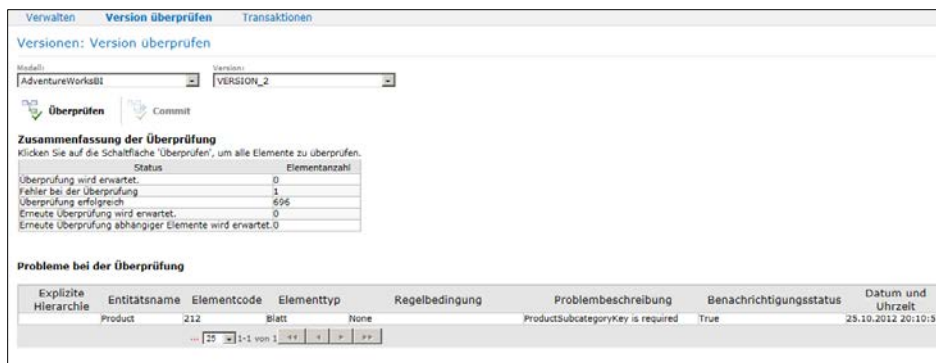 Verwalten Version überprüfen Transaktionen
Versionen: Version überprüfen
Modell: Version:
AdventureWorksBI VERSION_2
Überprüfen Commit
Zusammenfassung der Überprüfung
Klicken Sie auf die Schaltfläche 'Überprüfen', um alle Elemente zu überprüfen.
Status Elementanzahl
Überprüfung wird erwartet. 0
Fehler bei der Überprüfung 1
Überprüfung erfolgreich 696
Erneute Überprüfung wird erwartet. 0
Erneute Überprüfung abhängiger Elemente wird erwartet. 0
Probleme bei der Überprüfung
Explizite Hierarchie Entitätsname Elementcode Elementtyp Regelbedingung Problembeschreibung Benachrichtigungsstatus Datum und Uhrzeit
Product 212 Blatt None ProductSubcategoryKey is required True 25.10.2012 20:10:5
... 25 1-1 von 1